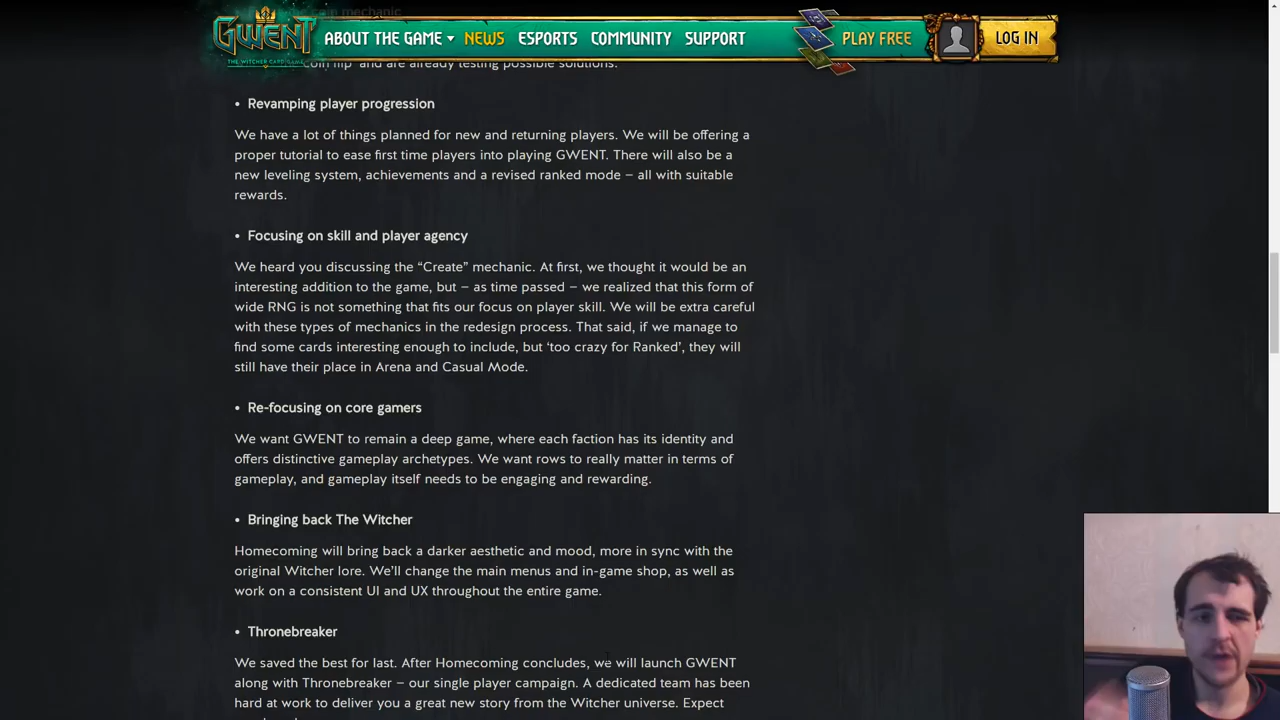 coin mechanic
GWENT
THE WITCHER CARD GAME
ABOUT THE GAME
NEWS
ESPORTS
COMMUNITY
SUPPORT
PLAY FREE
LOG IN
coin flip' and are already testing possible solutions.
• Revamping player progression
We have a lot of things planned for new and returning players. We will be offering a
proper tutorial to ease first time players into playing GWENT. There will also be a
new leveling system, achievements and a revised ranked mode – all with suitable
rewards.
• Focusing on skill and player agency
We heard you discussing the “Create” mechanic. At first, we thought it would be an
interesting addition to the game, but – as time passed – we realized that this form of
wide RNG is not something that fits our focus on player skill. We will be extra careful
with these types of mechanics in the redesign process. That said, if we manage to
find some cards interesting enough to include, but ‘too crazy for Ranked’, they will
still have their place in Arena and Casual Mode.
• Re-focusing on core gamers
We want GWENT to remain a deep game, where each faction has its identity and
offers distinctive gameplay archetypes. We want rows to really matter in terms of
gameplay, and gameplay itself needs to be engaging and rewarding.
• Bringing back The Witcher
Homecoming will bring back a darker aesthetic and mood, more in sync with the
original Witcher lore. We’ll change the main menus and in-game shop, as well as
work on a consistent UI and UX throughout the entire game.
• Thronebreaker
We saved the best for last. After Homecoming concludes, we will launch GWENT
along with Thronebreaker – our single player campaign. A dedicated team has been
hard at work to deliver you a great new story from the Witcher universe. Expect